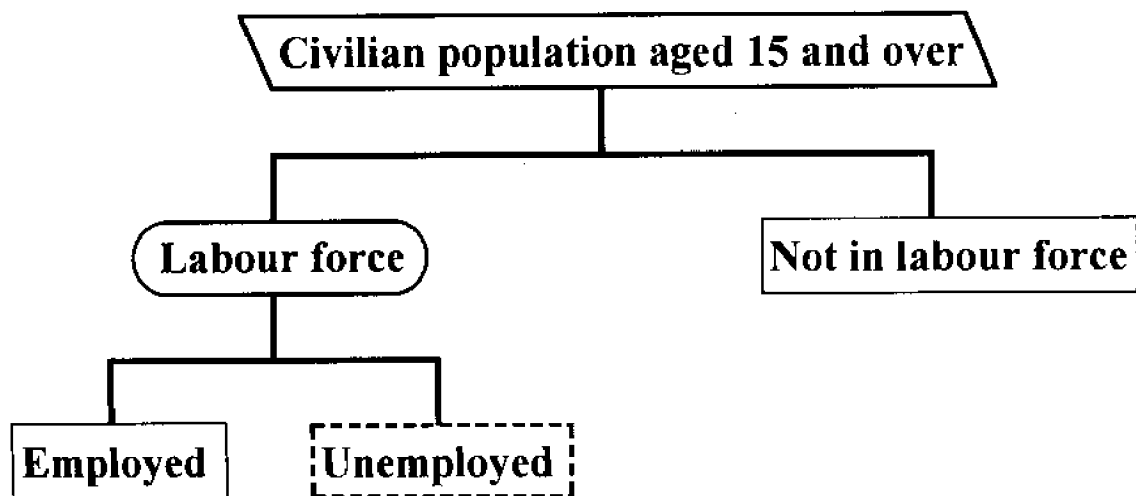 Civilian population aged 15 and over
Labour force
Not in labour force
Employed
Unemployed